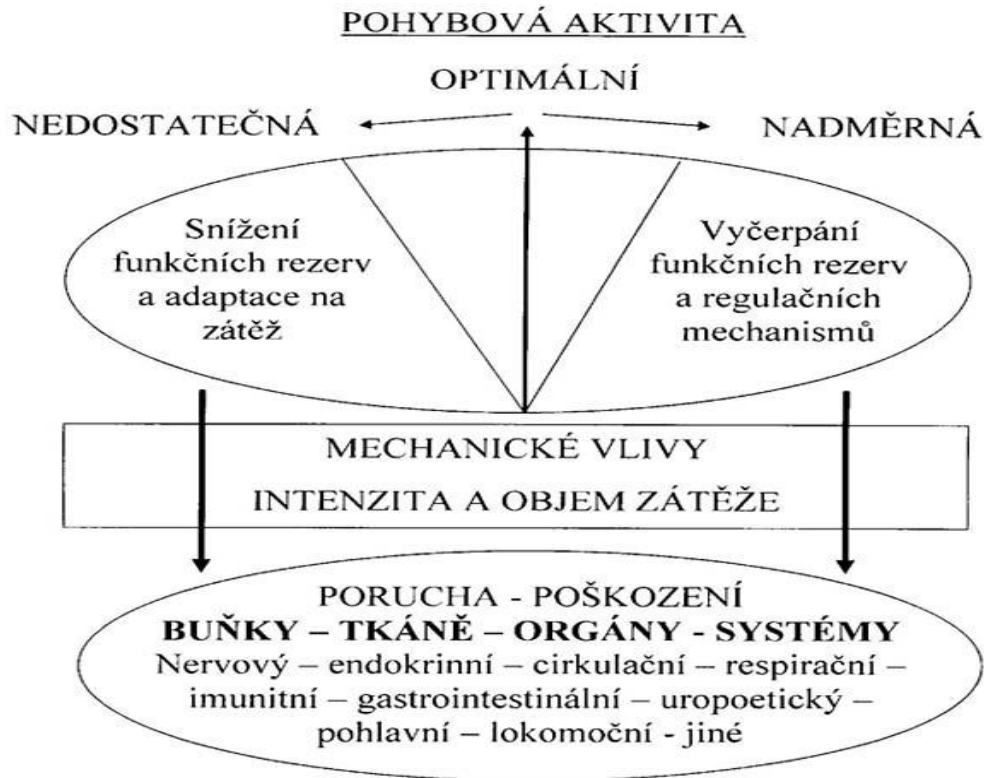 POHYBOVÁ AKTIVITA
OPTIMÁLNÍ
NEDOSTATEČNÁ
NADMĚRNÁ
Snížení
funkčních rezerv
a adaptace na
zátěž
Vyčerpání
funkčních rezerv
a regulačních
mechanismů
MECHANICKÉ VLIVY
INTENZITA A OBJEM ZÁTĚŽE
PORUCHA - POŠKOZENÍ
BUŇKY – TKÁNĚ – ORGÁNY - SYSTÉMY
Nervový – endokrinní – cirkulační – respirační –
imunitní – gastrointestinální – uropoetický –
pohlavní – lokomoční - jiné